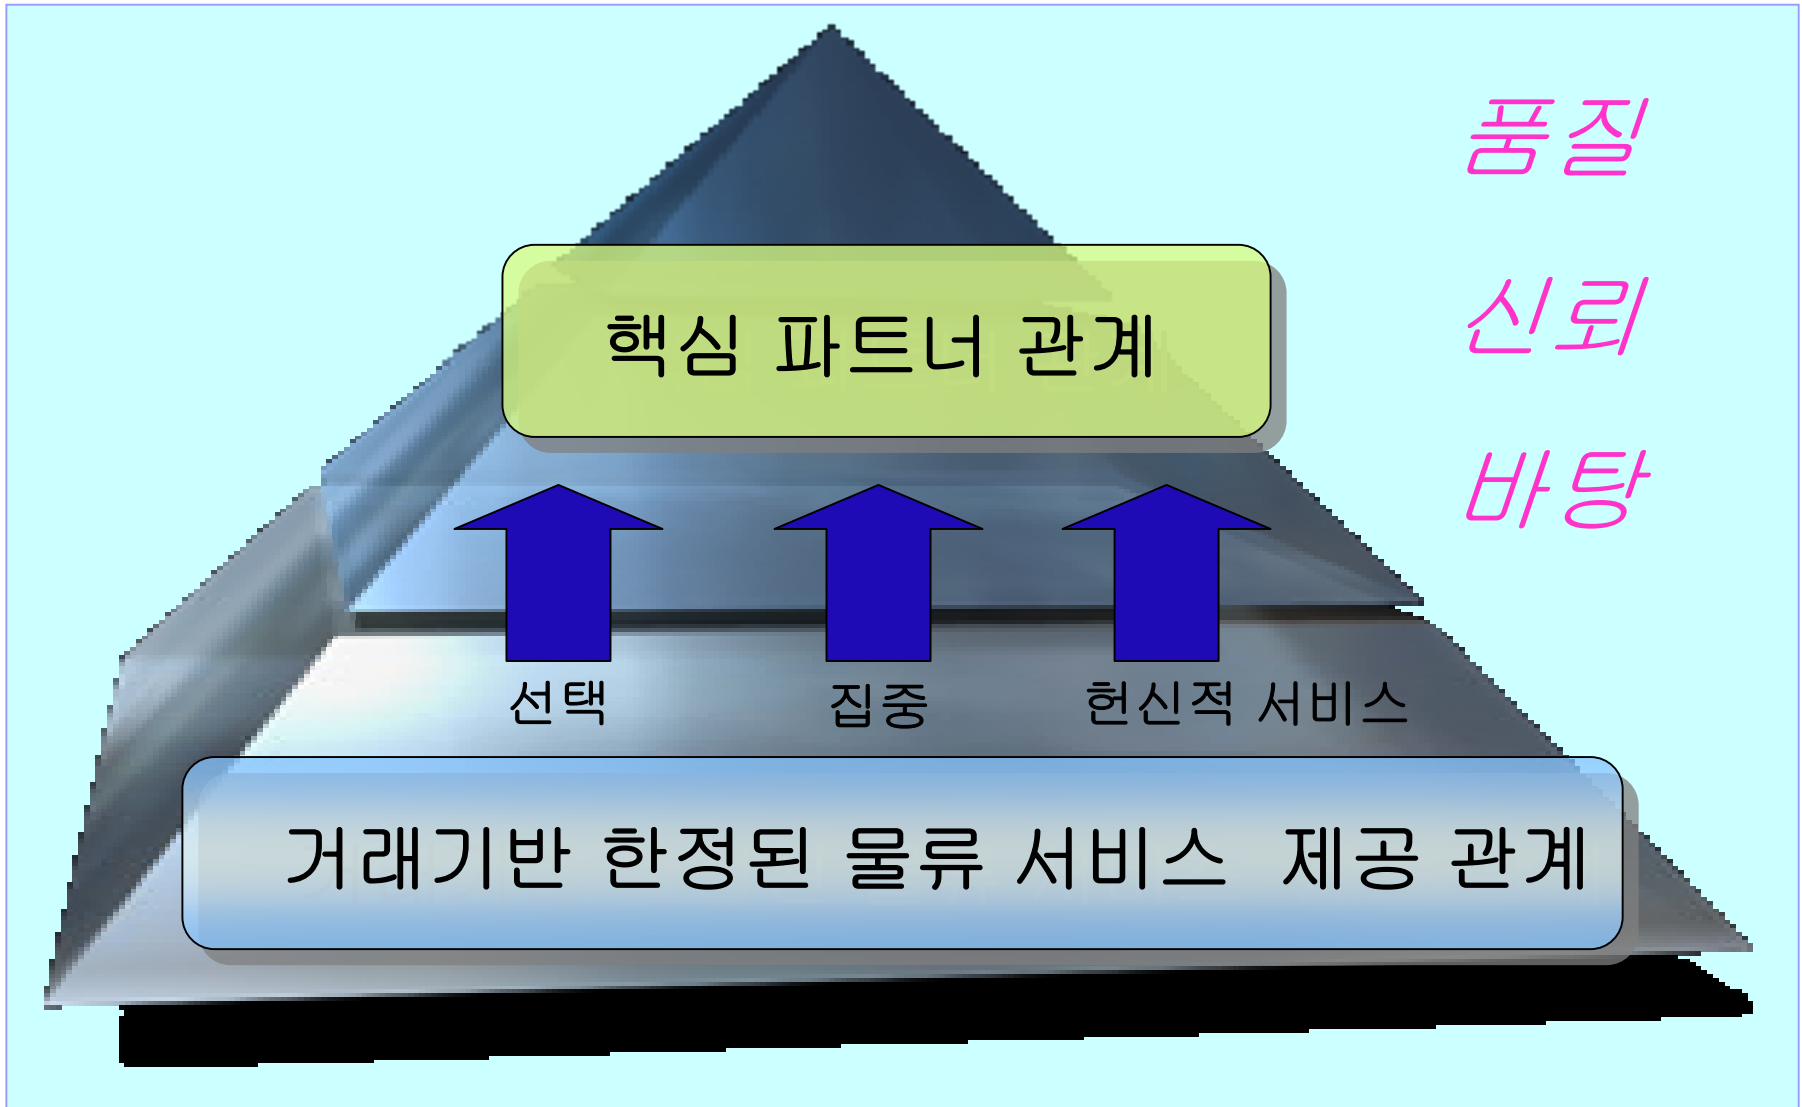 품질
신뢰
바탕
핵심 파트너 관계
선택 집중 헌신적 서비스
거래기반 한정된 물류 서비스 제공 관계